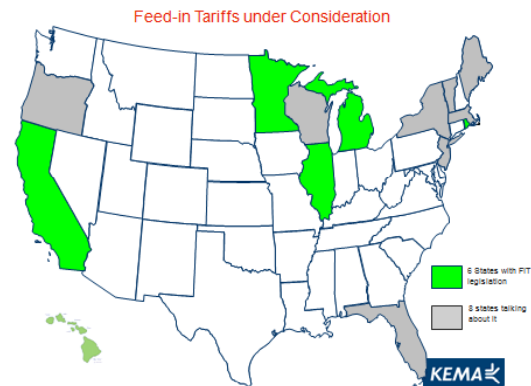 Feed-in Tariffs under Consideration
6 States with FIT
legislation
8 states talking
about it
KEMA